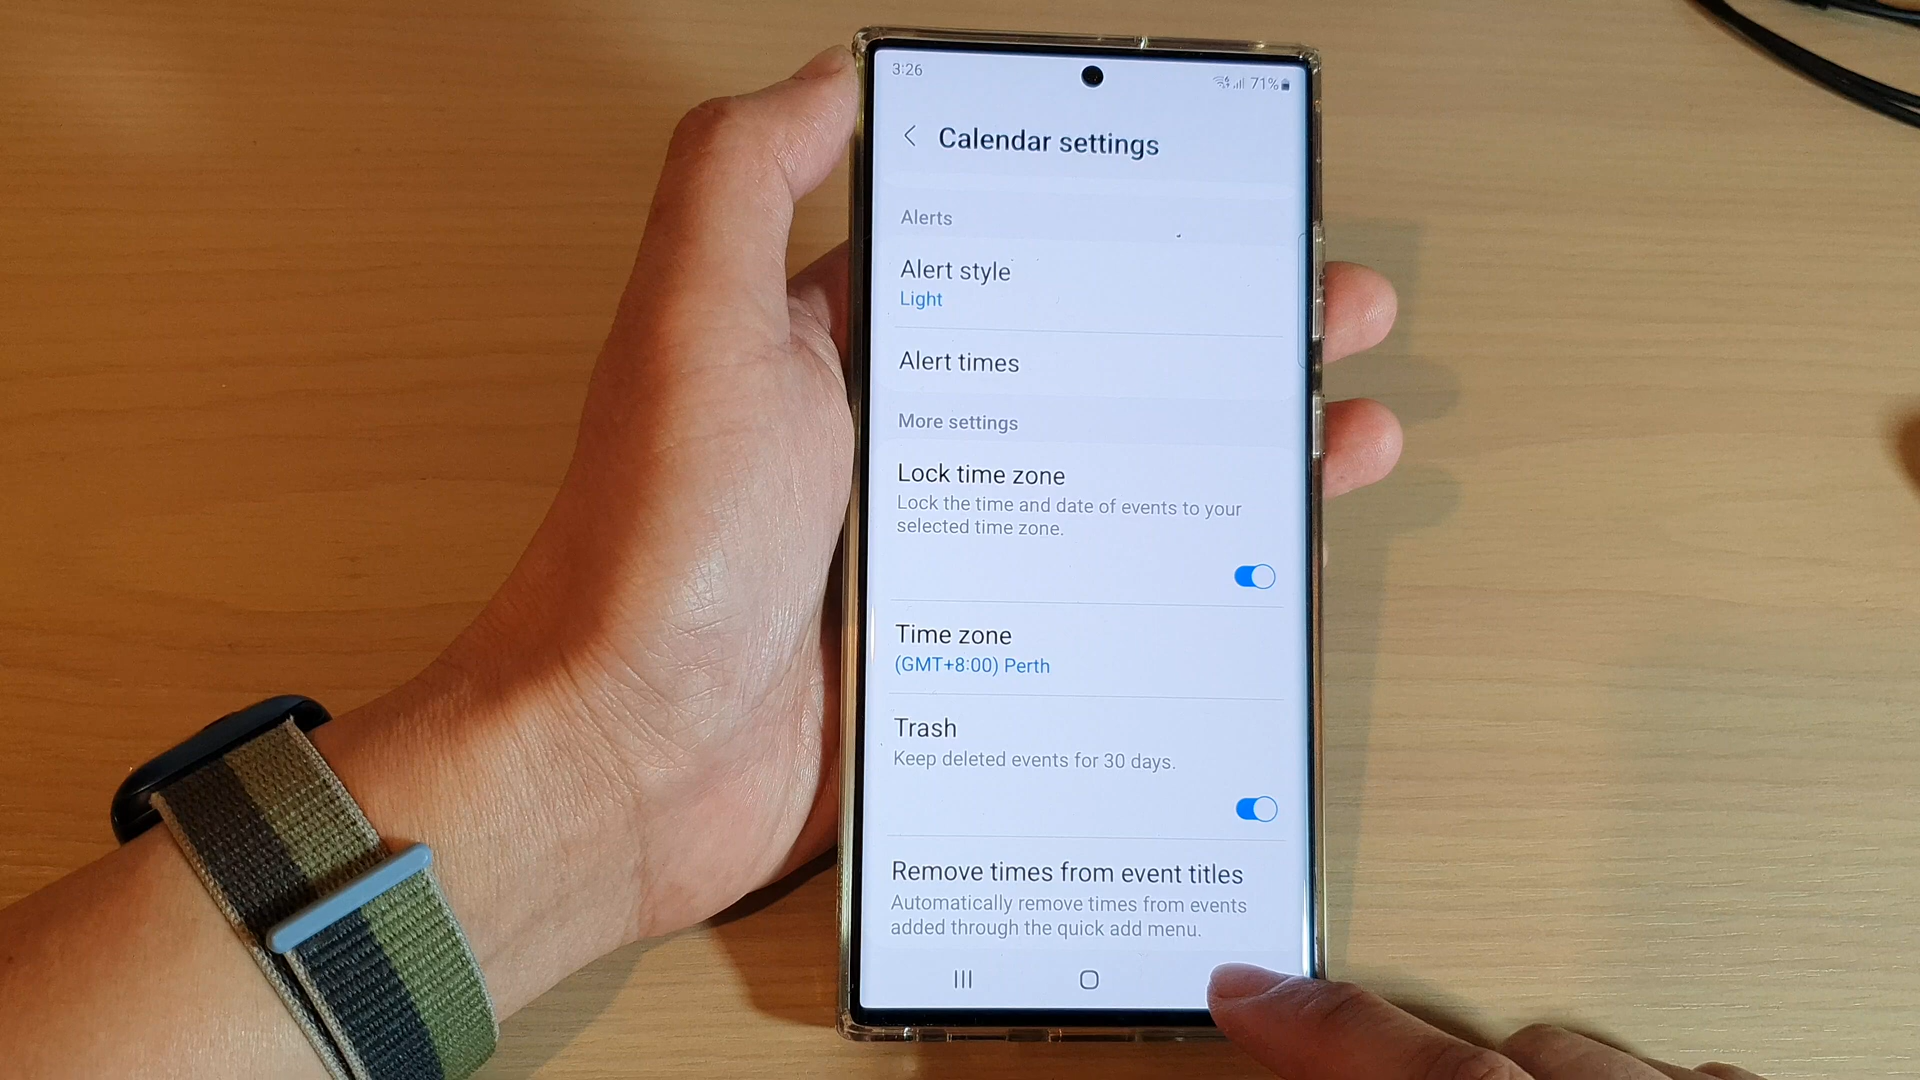 3:26
71%
Calendar settings
Alerts
Alert style
Light
Alert times
More settings
Lock time zone
Lock the time and date of events to your
selected time zone.
Time zone
(GMT+8:00) Perth
Trash
Keep deleted events for 30 days.
Remove times from event titles
Automatically remove times from events
added through the quick add menu.